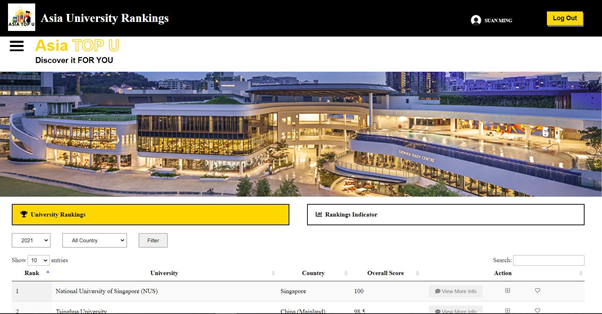 ASIA TOP U
Asia University Rankings
SUAN MING
Log Out
Asia TOP U
Discover it FOR YOU
University Rankings
Rankings Indicator
2021
All Country
Filter
Show 10 entries
Search:
Rank University Country Overall Score Action
1 National University of Singapore (NUS) Singapore 100 View More Info
2 Tsinghua University China (Mainland) 98.5 View More Info